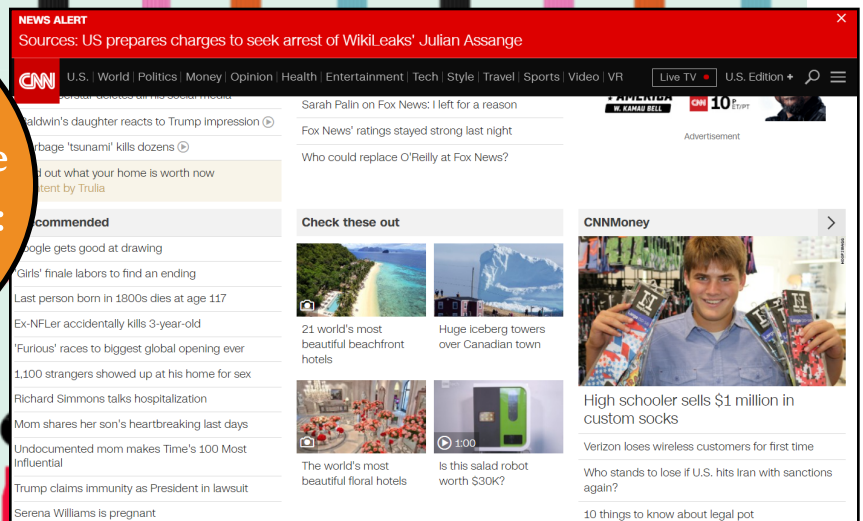 NEWS ALERT
Sources: US prepares charges to seek arrest of WikiLeaks' Julian Assange
CNN U.S. | World | Politics | Money | Opinion | Health | Entertainment | Tech | Style | Travel | Sports | Video | VR Live TV U.S. Edition +
deletes all his social media
daughter reacts to Trump impression
'tsunami' kills dozens
out what your home is worth now
by Trulia
Sarah Palin on Fox News: I left for a reason
Fox News' ratings stayed strong last night
Who could replace O'Reilly at Fox News?
W. KAMAU BELL CNN 10P ET/PT
Advertisement
gets good at drawing
'Girls' finale labors to find an ending
Last person born in 1800s dies at age 117
Ex-NFLer accidentally kills 3-year-old
'Furious' races to biggest global opening ever
1,100 strangers showed up at his home for sex
Richard Simmons talks hospitalization
Mom shares her son's heartbreaking last days
Undocumented mom makes Time's 100 Most
Influential
Trump claims immunity as President in lawsuit
Serena Williams is pregnant
Check these out
21 world's most
beautiful beachfront
hotels
Huge iceberg towers
over Canadian town
1:00
The world's most
beautiful floral hotels
Is this salad robot
worth $30K?
CNNMoney
High schooler sells $1 million in
custom socks
Verizon loses wireless customers for first time
Who stands to lose if U.S. hits Iran with sanctions
again?
10 things to know about legal pot